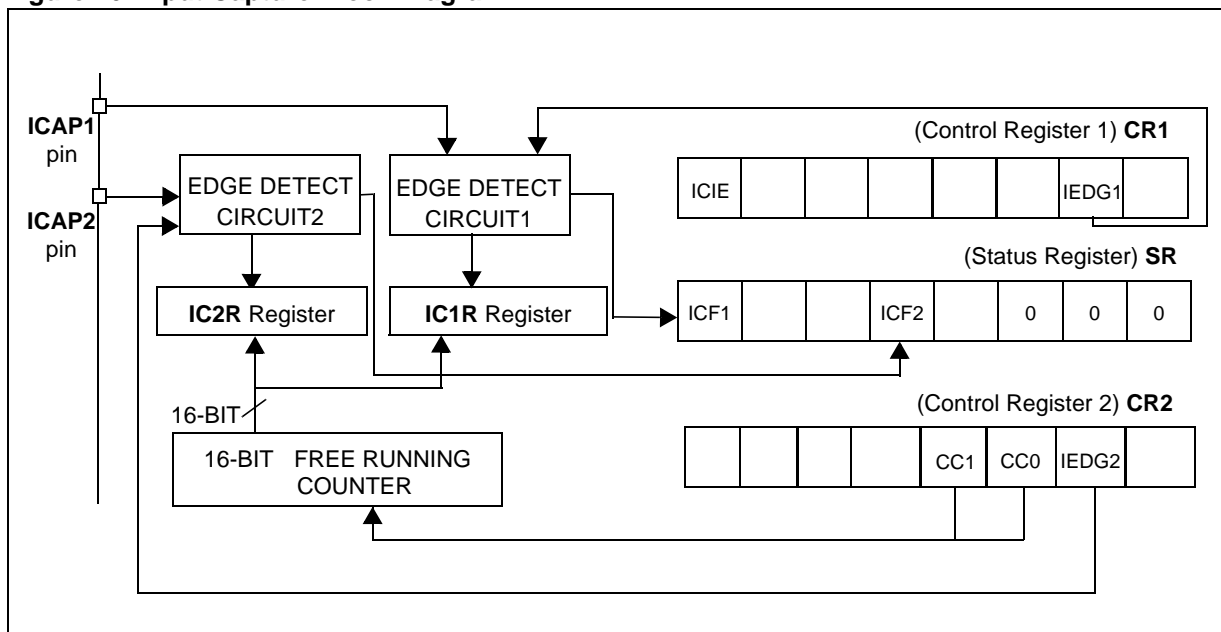 ICAP1
pin
ICAP2
pin
EDGE DETECT
CIRCUIT2
EDGE DETECT
CIRCUIT1
IC2R Register
IC1R Register
16-BIT
16-BIT FREE RUNNING
COUNTER
(Control Register 1) CR1
ICIE IEDG1
(Status Register) SR
ICF1 ICF2 0 0 0
(Control Register 2) CR2
CC1 CC0 IEDG2